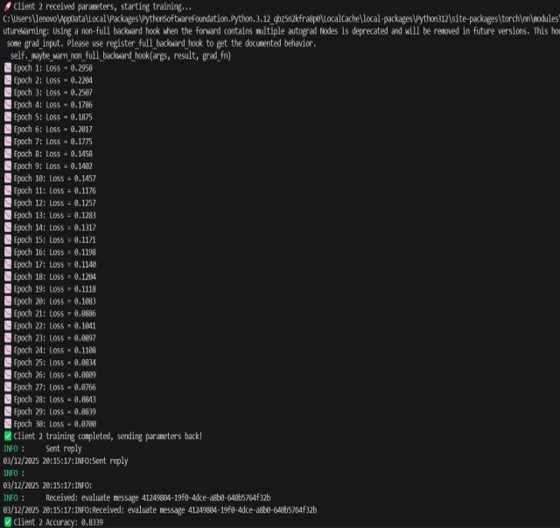 Client 2 received parameters, starting training...
C:\Users\lenovo\AppData\Local\Packages\PythonSoftwareFoundation.Python.3.12_qbz5n2kfra8p0\LocalCache\local-packages\Python312\site-packages\torch\nn\modules\
utureWarning: Using a non-full backward hook when the forward contains multiple autograd Nodes is deprecated and will be removed in future versions. This ho
some grad_input. Please use register_full_backward_hook to get the documented behavior.
self._maybe_warn_non_full_backward_hook(args, result, grad_fn)
Epoch 1: Loss = 0.2958
Epoch 2: Loss = 0.2204
Epoch 3: Loss = 0.2507
Epoch 4: Loss = 0.1786
Epoch 5: Loss = 0.1875
Epoch 6: Loss = 0.2017
Epoch 7: Loss = 0.1775
Epoch 8: Loss = 0.1458
Epoch 9: Loss = 0.1402
Epoch 10: Loss = 0.1457
Epoch 11: Loss = 0.1176
Epoch 12: Loss = 0.1257
Epoch 13: Loss = 0.1283
Epoch 14: Loss = 0.1317
Epoch 15: Loss = 0.1171
Epoch 16: Loss = 0.1198
Epoch 17: Loss = 0.1140
Epoch 18: Loss = 0.1204
Epoch 19: Loss = 0.1118
Epoch 20: Loss = 0.1003
Epoch 21: Loss = 0.0886
Epoch 22: Loss = 0.1041
Epoch 23: Loss = 0.0897
Epoch 24: Loss = 0.1108
Epoch 25: Loss = 0.0834
Epoch 26: Loss = 0.0809
Epoch 27: Loss = 0.0766
Epoch 28: Loss = 0.0843
Epoch 29: Loss = 0.0839
Epoch 30: Loss = 0.0700
Client 2 training completed, sending parameters back!
INFO : Sent reply
03/12/2025 20:15:17:INFO:Sent reply
INFO :
03/12/2025 20:15:17:INFO:
INFO : Received: evaluate message 41249804-19f0-4dce-a8b0-640b5764f32b
03/12/2025 20:15:17:INFO:Received: evaluate message 41249804-19f0-4dce-a8b0-640b5764f32b
Client 2 Accuracy: 0.8339